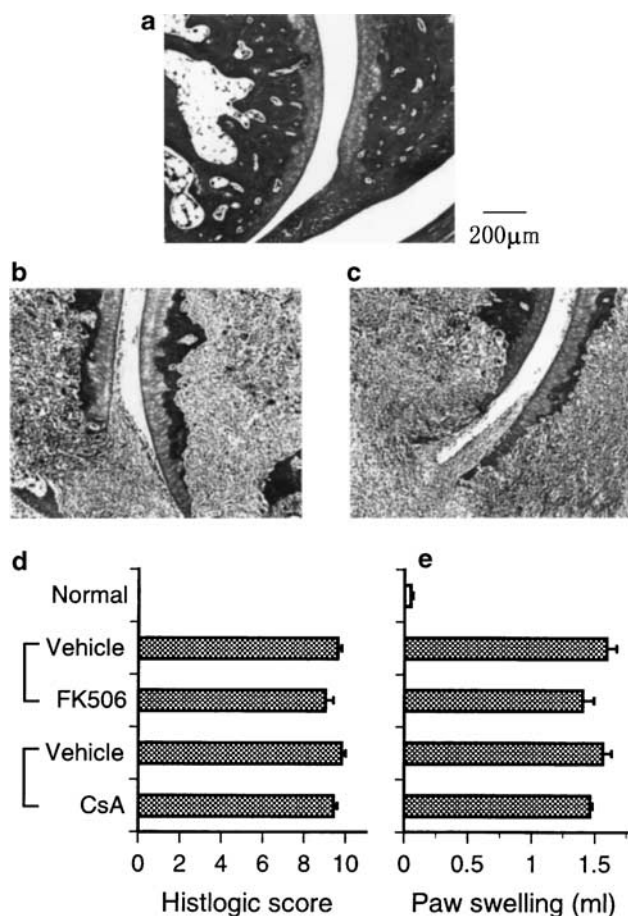 a
200μm
b
c
d
e
Normal
Vehicle
FK506
Vehicle
CsA
0 2 4 6 8 10
0 0.5 1 1.5
Histlogic score
Paw swelling (ml)